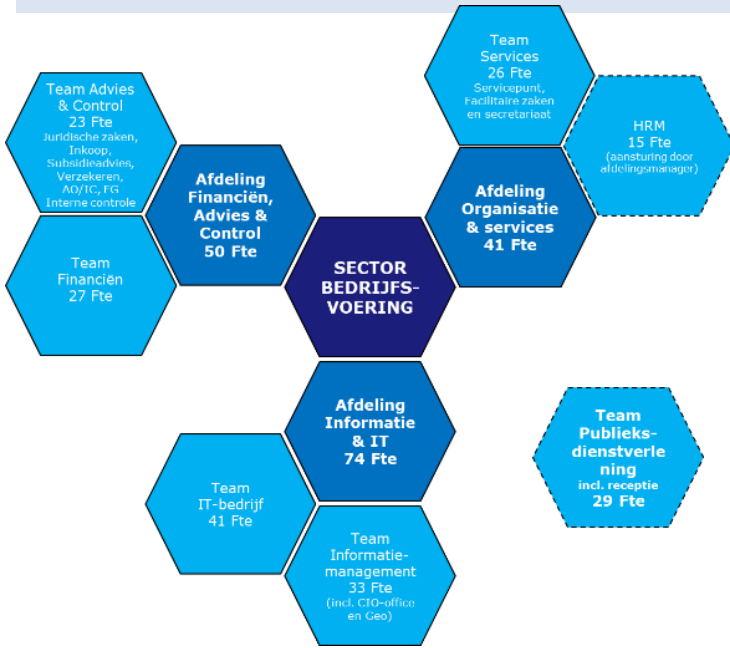 Team
Services
26 Fte
Servicepunt,
Facilitaire zaken
en secretariaat
Team Advies
& Control
23 Fte
Juridische zaken,
Inkoop,
Subsidieadvies,
Verzekeren,
AO/IC, FG
Interne controle
HRM
15 Fte
(aansturing door
afdelingsmanager)
Afdeling
Financiën,
Advies &
Control
50 Fte
Afdeling
Organisatie
& services
41 Fte
Team
Financiën
27 Fte
SECTOR
BEDRIJFS-
VOERING
Afdeling
Informatie
& IT
74 Fte
Team
Publieks-
dienstverle
ning
incl. receptie
29 Fte
Team
IT-bedrijf
41 Fte
Team
Informatie-
management
33 Fte
(incl. CIO-office
en Geo)